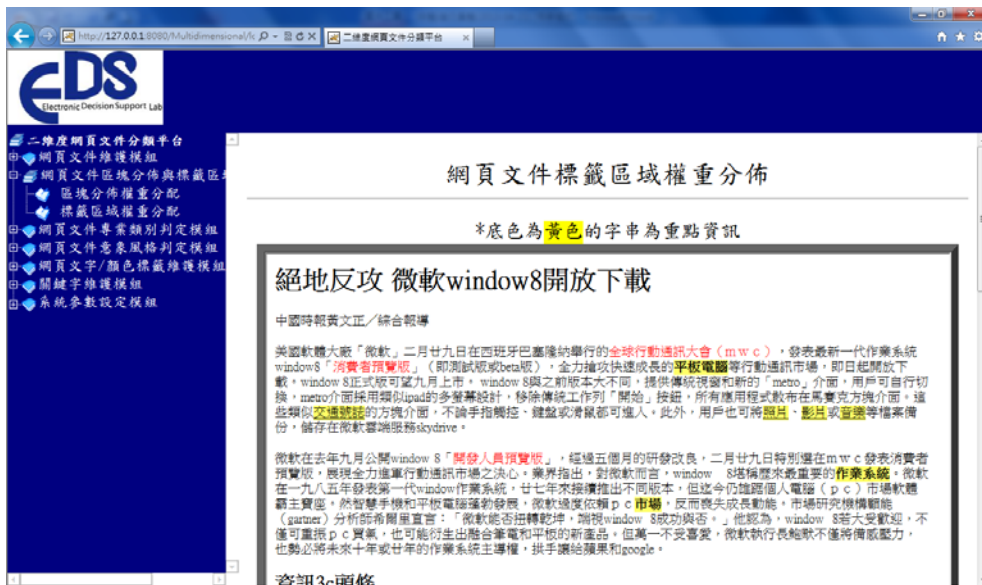 http://127.0.0.1:8080/Multidimensional/lc
二維度網頁文件分類平台
EDS
Electronic Decision Support Lab
二維度網頁文件分類平台
網頁文件維護模組
網頁文件區塊分佈與標籤區域
區塊分佈權重分配
標籤區域權重分配
網頁文件專業類別判定模組
網頁文件意象風格判定模組
網頁文字/顏色標籤維護模組
關鍵字維護模組
系統參數設定模組
網頁文件標籤區域權重分佈
*底色為黃色的字串為重點資訊
絕地反攻 微軟window8開放下載
中國時報黃文正／綜合報導
美國軟體大廠「微軟」二月廿九日在西班牙巴塞隆納舉行的全球行動通訊大會（ｍｗｃ），發表最新一代作業系統
window8「消費者預覽版」（即測試版或beta版），全力搶攻快速成長的平板電腦等行動通訊市場，即日起開放下
載。window 8正式版可望九月上市。 window 8與之前版本大不同，提供傳統視窗和新的「metro」介面，用戶可自行切
換，metro介面採用類似ipad的多螢幕設計，移除傳統工作列「開始」按鈕，所有應用程式散布在馬賽克方塊介面。這
些類似交通號誌的方塊介面，不論手指觸控、鍵盤或滑鼠都可進入。此外，用戶也可將照片、影片或音樂等檔案備
份，儲存在微軟雲端服務skydrive。
微軟在去年九月公開window 8「開發人員預覽版」，經過五個月的研發改良，二月廿九日特別選在ｍｗｃ發表消費者
預覽版，展現全力進軍行動通訊市場之決心。業界指出，對微軟而言，window 8堪稱歷來最重要的作業系統。微軟
在一九八五年發表第一代window作業系統，廿七年來接續推出不同版本，但迄今仍雄踞個人電腦（ｐｃ）市場軟體
霸主寶座，然智慧手機和平板電腦蓬勃發展，微軟過度依賴ｐｃ市場，反而喪失成長動能。市場研究機構顧能
（gartner）分析師希爾里直言：「微軟能否扭轉乾坤，端視window 8成功與否。」他認為，window 8若大受歡迎，不
僅可重振ｐｃ買氣，也可能衍生出融合筆電和平板的新產品。但萬一不受喜愛，微軟執行長鮑默不僅將備感壓力，
也勢必將未來十年或廿年的作業系統主導權，拱手讓給蘋果和google。
資訊3c頭條